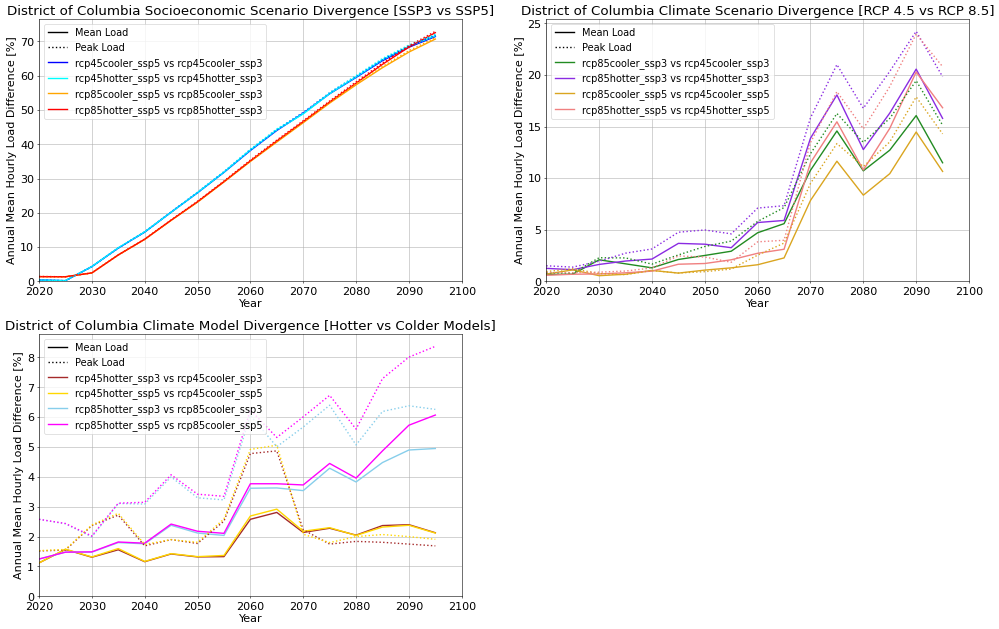 District of Columbia Socioeconomic Scenario Divergence [SSP3 vs SSP5]
Annual Mean Hourly Load Difference [%]
70
60
50
40
30
20
10
0
Mean Load
Peak Load
rcp45cooler_ssp5 vs rcp45cooler_ssp3
rcp45hotter_ssp5 vs rcp45hotter_ssp3
rcp85cooler_ssp5 vs rcp85cooler_ssp3
rcp85hotter_ssp5 vs rcp85hotter_ssp3
2020 2030 2040 2050 2060 2070 2080 2090 2100
Year
District of Columbia Climate Scenario Divergence [RCP 4.5 vs RCP 8.5]
Annual Mean Hourly Load Difference [%]
25
20
15
10
5
0
Mean Load
Peak Load
rcp85cooler_ssp3 vs rcp45cooler_ssp3
rcp85hotter_ssp3 vs rcp45hotter_ssp3
rcp85cooler_ssp5 vs rcp45cooler_ssp5
rcp85hotter_ssp5 vs rcp45hotter_ssp5
2020 2030 2040 2050 2060 2070 2080 2090 2100
Year
District of Columbia Climate Model Divergence [Hotter vs Colder Models]
Annual Mean Hourly Load Difference [%]
8
7
6
5
4
3
2
1
0
Mean Load
Peak Load
rcp45hotter_ssp3 vs rcp45cooler_ssp3
rcp45hotter_ssp5 vs rcp45cooler_ssp5
rcp85hotter_ssp3 vs rcp85cooler_ssp3
rcp85hotter_ssp5 vs rcp85cooler_ssp5
2020 2030 2040 2050 2060 2070 2080 2090 2100
Year